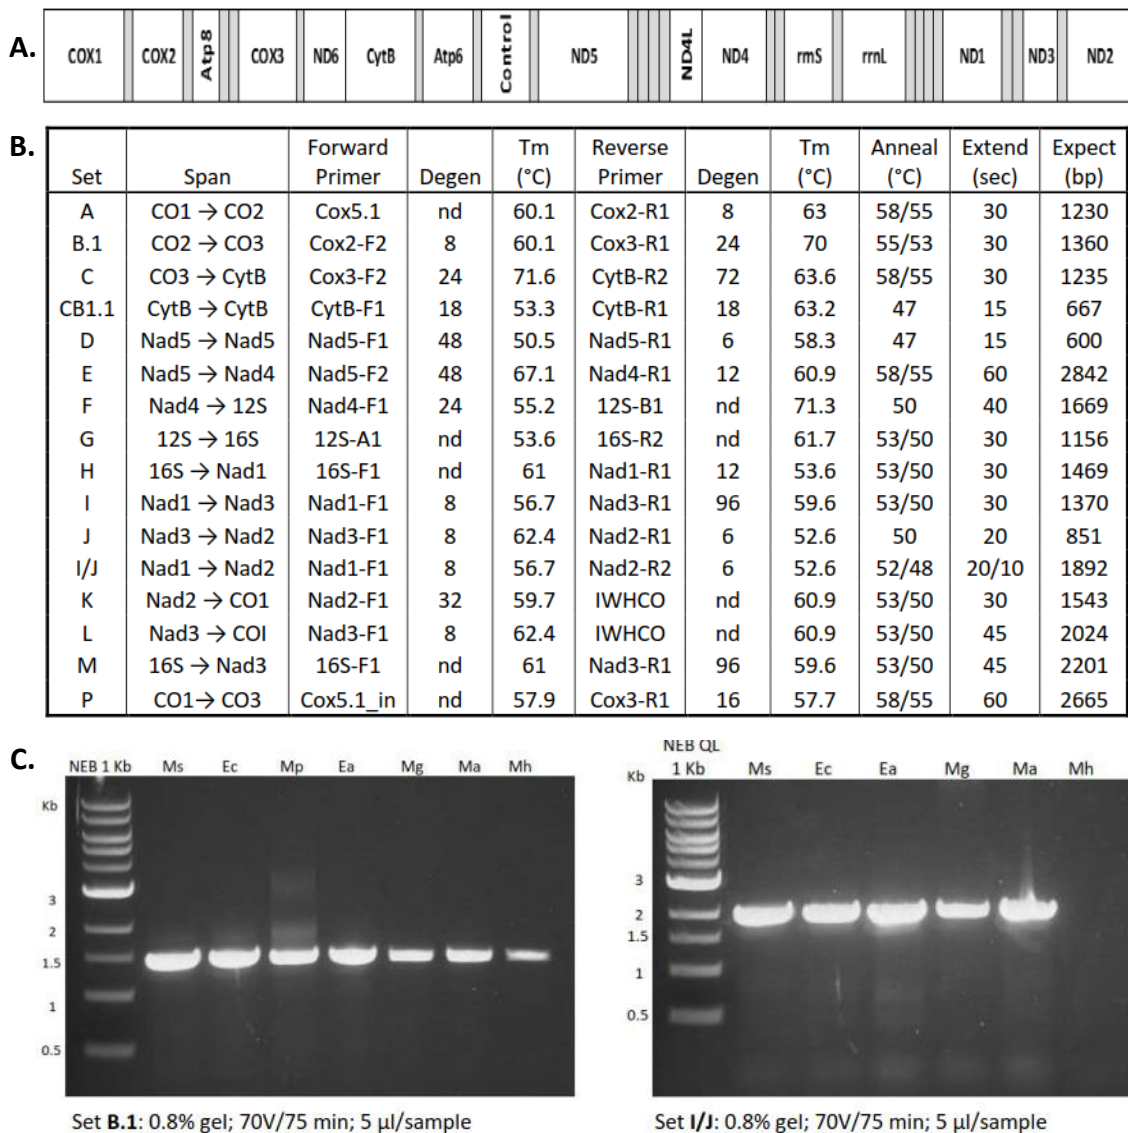 A.
COX1 COX2 Atp8 COX3 ND6 CytB Atp6 Control ND5 ND4L ND4 rmS rrnL ND1 ND3 ND2
B.
Set Span Forward Primer Degen Tm (°C) Reverse Primer Degen Tm (°C) Anneal (°C) Extend (sec) Expect (bp)
A CO1 → CO2 Cox5.1 nd 60.1 Cox2-R1 8 63 58/55 30 1230
B.1 CO2 → CO3 Cox2-F2 8 60.1 Cox3-R1 24 70 55/53 30 1360
C CO3 → CytB Cox3-F2 24 71.6 CytB-R2 72 63.6 58/55 30 1235
CB1.1 CytB → CytB CytB-F1 18 53.3 CytB-R1 18 63.2 47 15 667
D Nad5 → Nad5 Nad5-F1 48 50.5 Nad5-R1 6 58.3 47 15 600
E Nad5 → Nad4 Nad5-F2 48 67.1 Nad4-R1 12 60.9 58/55 60 2842
F Nad4 → 12S Nad4-F1 24 55.2 12S-B1 nd 71.3 50 40 1669
G 12S → 16S 12S-A1 nd 53.6 16S-R2 nd 61.7 53/50 30 1156
H 16S → Nad1 16S-F1 nd 61 Nad1-R1 12 53.6 53/50 30 1469
I Nad1 → Nad3 Nad1-F1 8 56.7 Nad3-R1 96 59.6 53/50 30 1370
J Nad3 → Nad2 Nad3-F1 8 62.4 Nad2-R1 6 52.6 50 20 851
I/J Nad1 → Nad2 Nad1-F1 8 56.7 Nad2-R2 6 52.6 52/48 20/10 1892
K Nad2 → CO1 Nad2-F1 32 59.7 IWHCO nd 60.9 53/50 30 1543
L Nad3 → COI Nad3-F1 8 62.4 IWHCO nd 60.9 53/50 45 2024
M 16S → Nad3 16S-F1 nd 61 Nad3-R1 96 59.6 53/50 45 2201
P CO1→ CO3 Cox5.1_in nd 57.9 Cox3-R1 16 57.7 58/55 60 2665
C.
NEB 1 Kb Ms Ec Mp Ea Mg Ma Mh
Kb
3
2
1.5
1
0.5
Set B.1: 0.8% gel; 70V/75 min; 5 µl/sample
NEB QL
Kb 1 Kb Ms Ec Ea Mg Ma Mh
3
2
1.5
1
0.5
Set I/J: 0.8% gel; 70V/75 min; 5 µl/sample